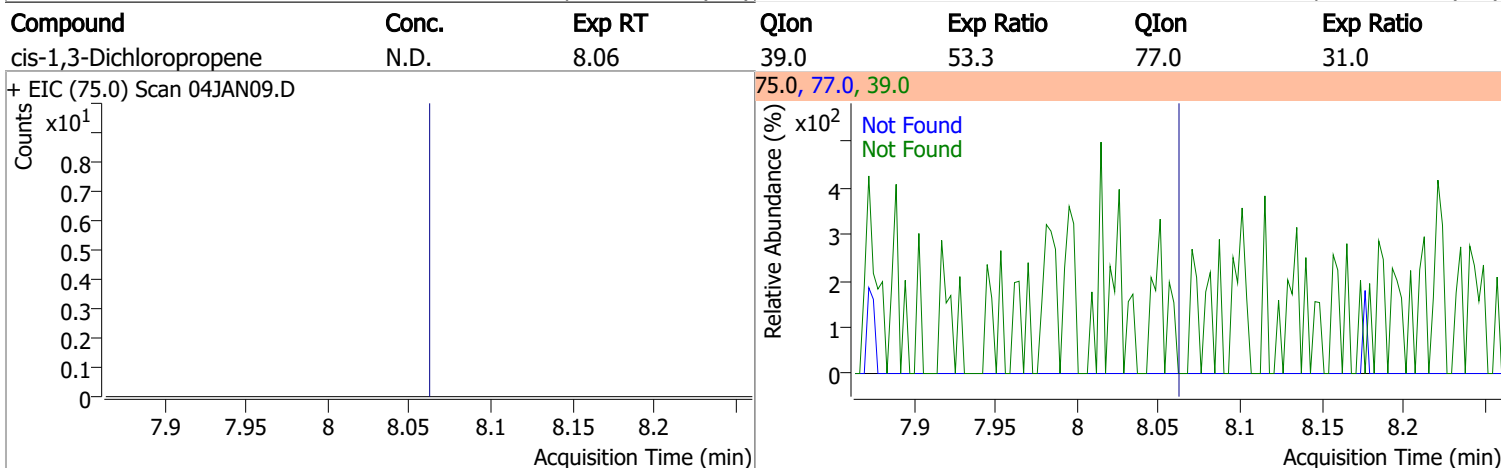 Compound Conc. Exp RT QIon Exp Ratio QIon Exp Ratio
cis-1,3-Dichloropropene N.D. 8.06 39.0 53.3 77.0 31.0
+ EIC (75.0) Scan 04JAN09.D
Counts
x10¹
0.8
0.7
0.6
0.5
0.4
0.3
0.2
0.1
0
7.9 7.95 8 8.05 8.1 8.15 8.2
Acquisition Time (min)
75.0, 77.0, 39.0
Relative Abundance (%)
x10²
Not Found
Not Found
4
3
2
1
0
7.9 7.95 8 8.05 8.1 8.15 8.2
Acquisition Time (min)